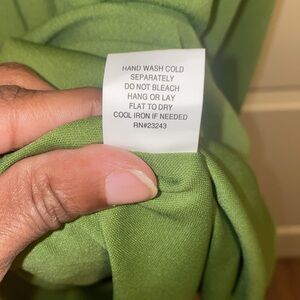 HAND WASH COLD
SEPARATELY
DO NOT BLEACH
HANG OR LAY
FLAT TO DRY
COOL IRON IF NEEDED
RN#23243